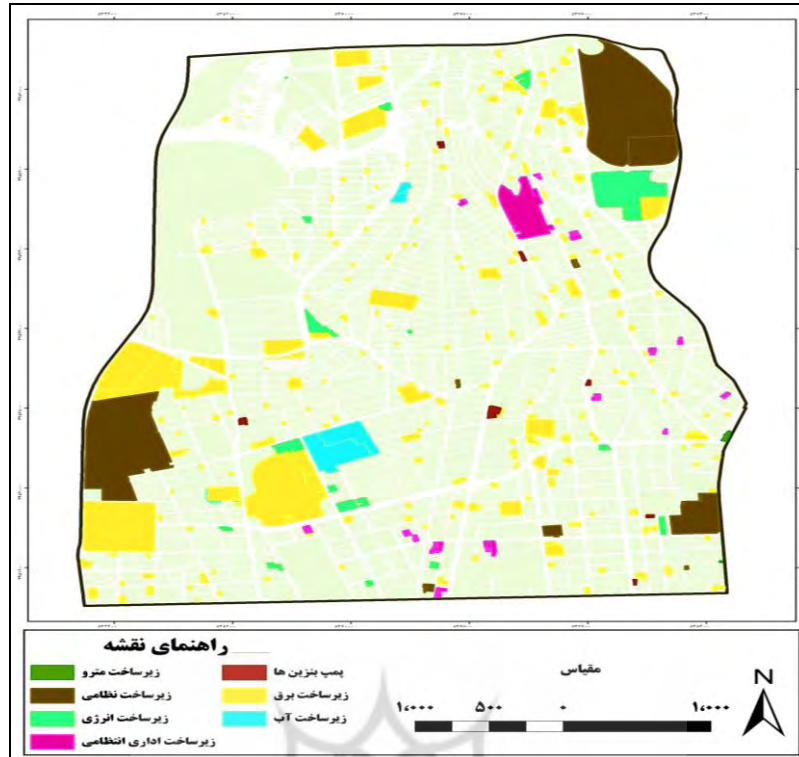 راهنمای نقشه
زیرساخت مترو
پمپ بنزین ها
مقیاس
N
زیرساخت نظامی
زیرساخت برق
۱،۰۰۰ ۵۰۰ ۰ ۱،۰۰۰
زیرساخت انرژی
زیرساخت آب
زیرساخت اداری انتظامی